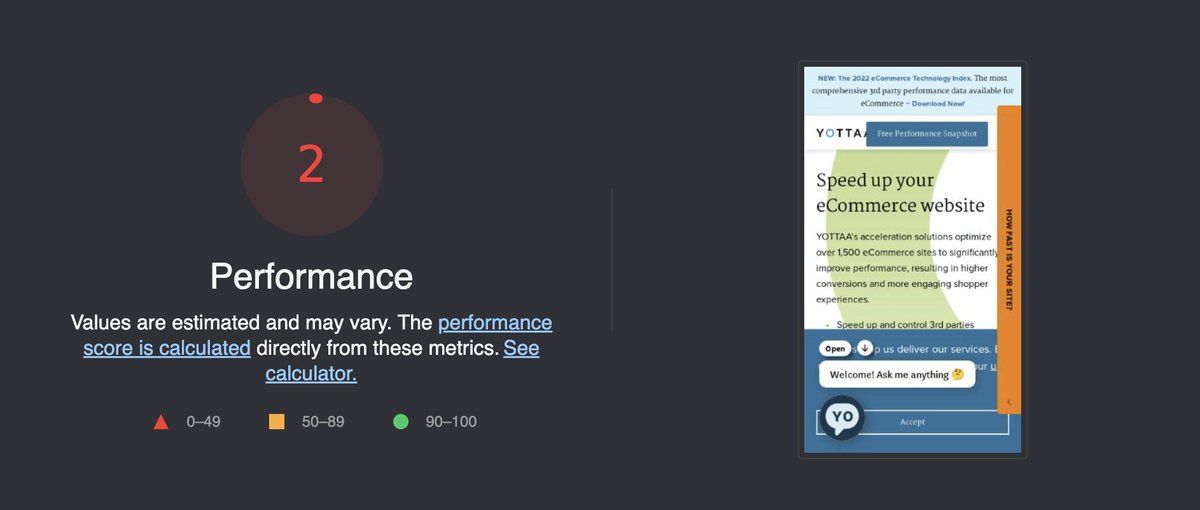 2
Performance
Values are estimated and may vary. The performance
score is calculated directly from these metrics. See
calculator.
0–49
50–89
90–100
NEW: The 2022 eCommerce Technology Index. The most
comprehensive 3rd party performance data available for
eCommerce – Download Now!
YOTTAA
Free Performance Snapshot
Speed up your
eCommerce website
YOTTAA's acceleration solutions optimize
over 1,500 eCommerce sites to significantly
improve performance, resulting in higher
conversions and more engaging shopper
experiences.
• Speed up and control 3rd parties
HOW FAST IS YOUR SITE?
Open
us deliver our services.
Welcome! Ask me anything 🤔
YO
Accept